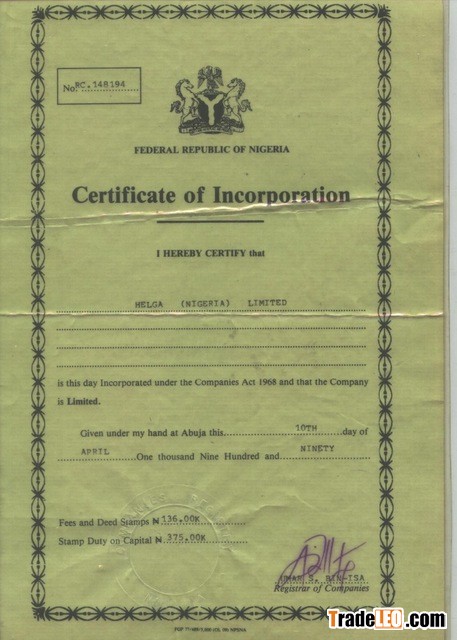 No. RC.148194
FEDERAL REPUBLIC OF NIGERIA
Certificate of Incorporation
I HEREBY CERTIFY that
HELGA (NIGERIA) LIMITED
is this day Incorporated under the Companies Act 1968 and that the Company
is Limited.
Given under my hand at Abuja this 10TH day of
APRIL One thousand Nine Hundred and NINETY
Fees and Deed Stamps ₦ 136.00K
Stamp Duty on Capital ₦ 375.00K
S. BIU-ISA
Registrar of Companies
TradeLEO.com